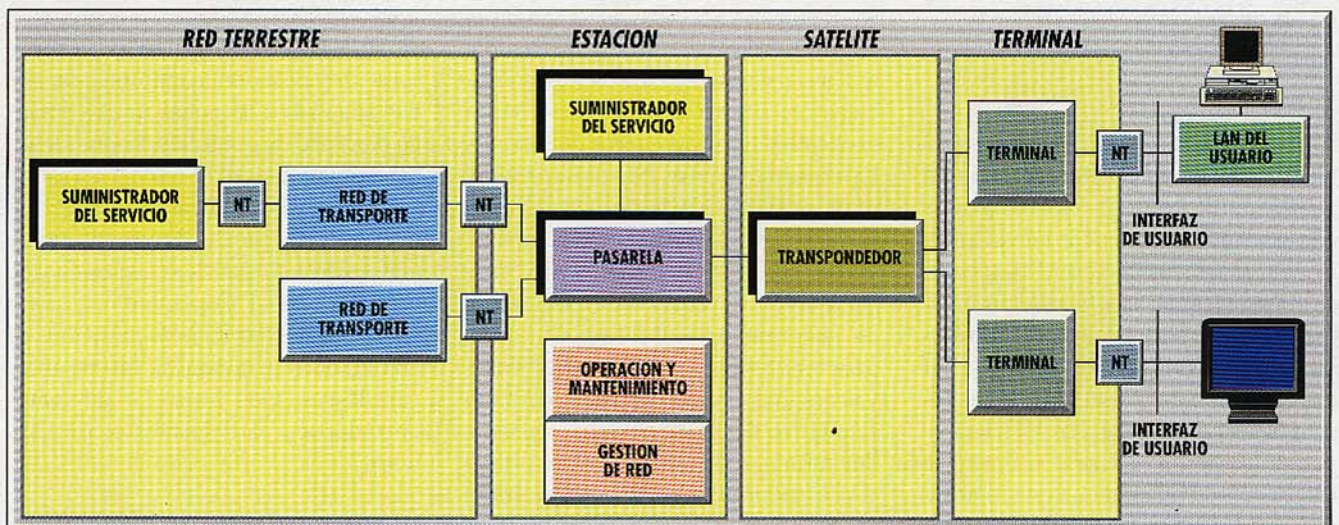 RED TERRESTRE
ESTACION
SATELITE
TERMINAL
SUMINISTRADOR
DEL SERVICIO
NT
RED DE
TRANSPORTE
NT
RED DE
TRANSPORTE
NT
SUMINISTRADOR
DEL SERVICIO
PASARELA
OPERACION Y
MANTENIMIENTO
GESTION
DE RED
TRANSPONDEDOR
TERMINAL
NT
LAN DEL
USUARIO
INTERFAZ
DE USUARIO
TERMINAL
NT
INTERFAZ
DE USUARIO